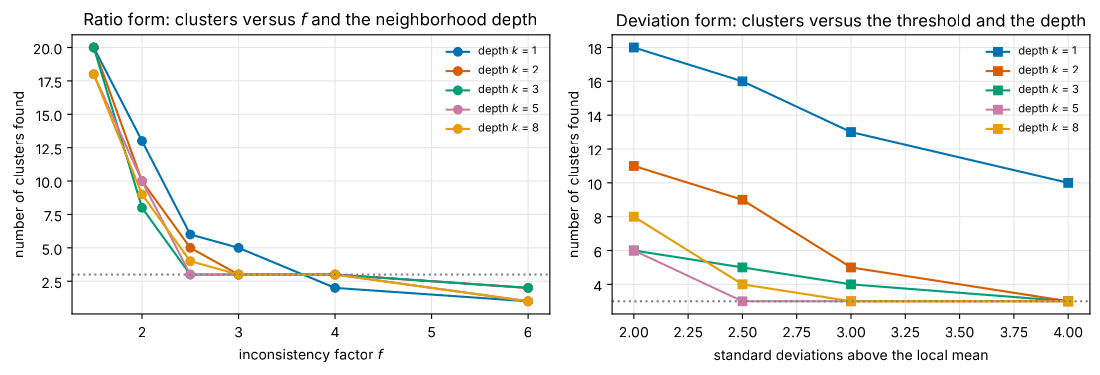 Ratio form: clusters versus f and the neighborhood depth
number of clusters found
20.0
17.5
15.0
12.5
10.0
7.5
5.0
2.5
depth k = 1
depth k = 2
depth k = 3
depth k = 5
depth k = 8
2 3 4 5 6
inconsistency factor f
Deviation form: clusters versus the threshold and the depth
number of clusters found
18
16
14
12
10
8
6
4
depth k = 1
depth k = 2
depth k = 3
depth k = 5
depth k = 8
2.00 2.25 2.50 2.75 3.00 3.25 3.50 3.75 4.00
standard deviations above the local mean